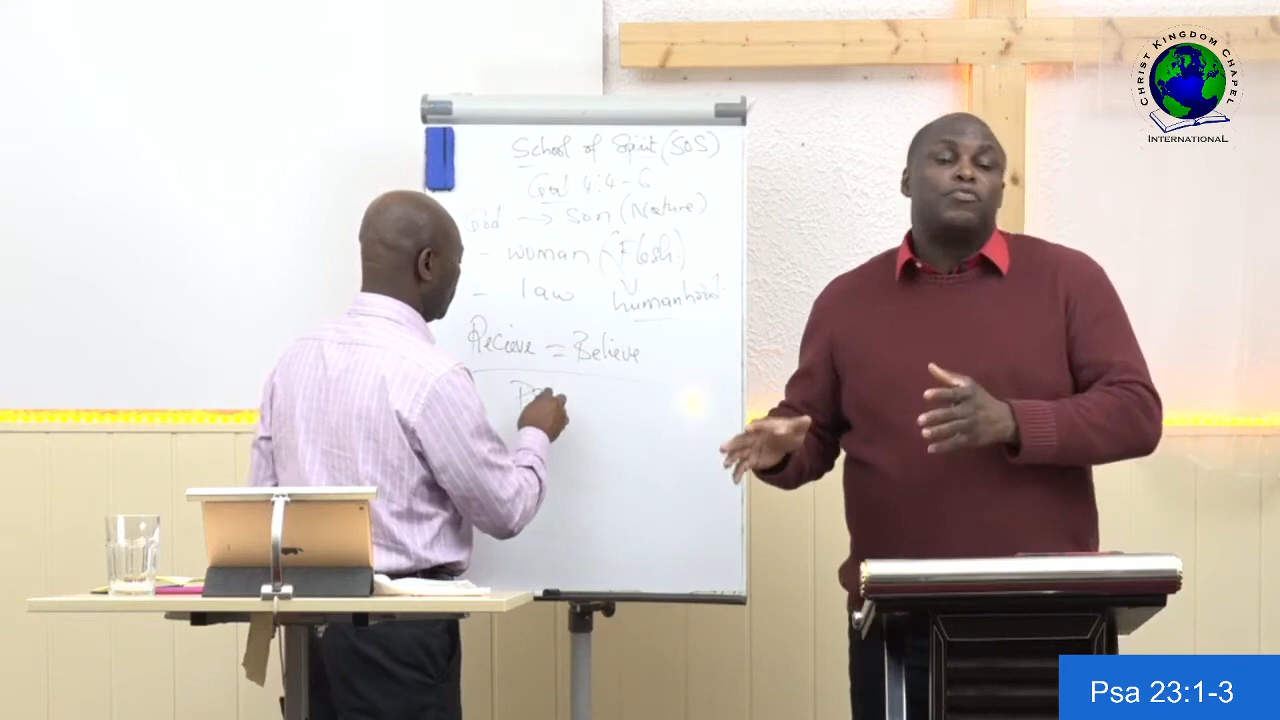 School of Spirit (SOS)
Gal 4:4-6
God → Son (Nature)
- woman (Flesh)
- law humanhood
Recieve = Believe
CHRIST KINGDOM CHAPEL
INTERNATIONAL
Psa 23:1-3